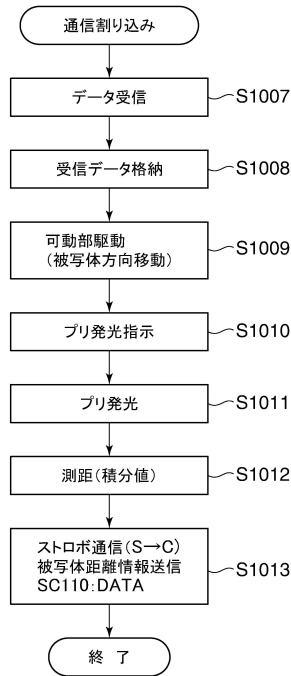 通信割り込み
データ受信
S1007
受信データ格納
S1008
可動部駆動
(被写体方向移動)
S1009
プリ発光指示
S1010
プリ発光
S1011
測距(積分値)
S1012
ストロボ通信(S→C)
被写体距離情報送信
SC110:DATA
S1013
終 了